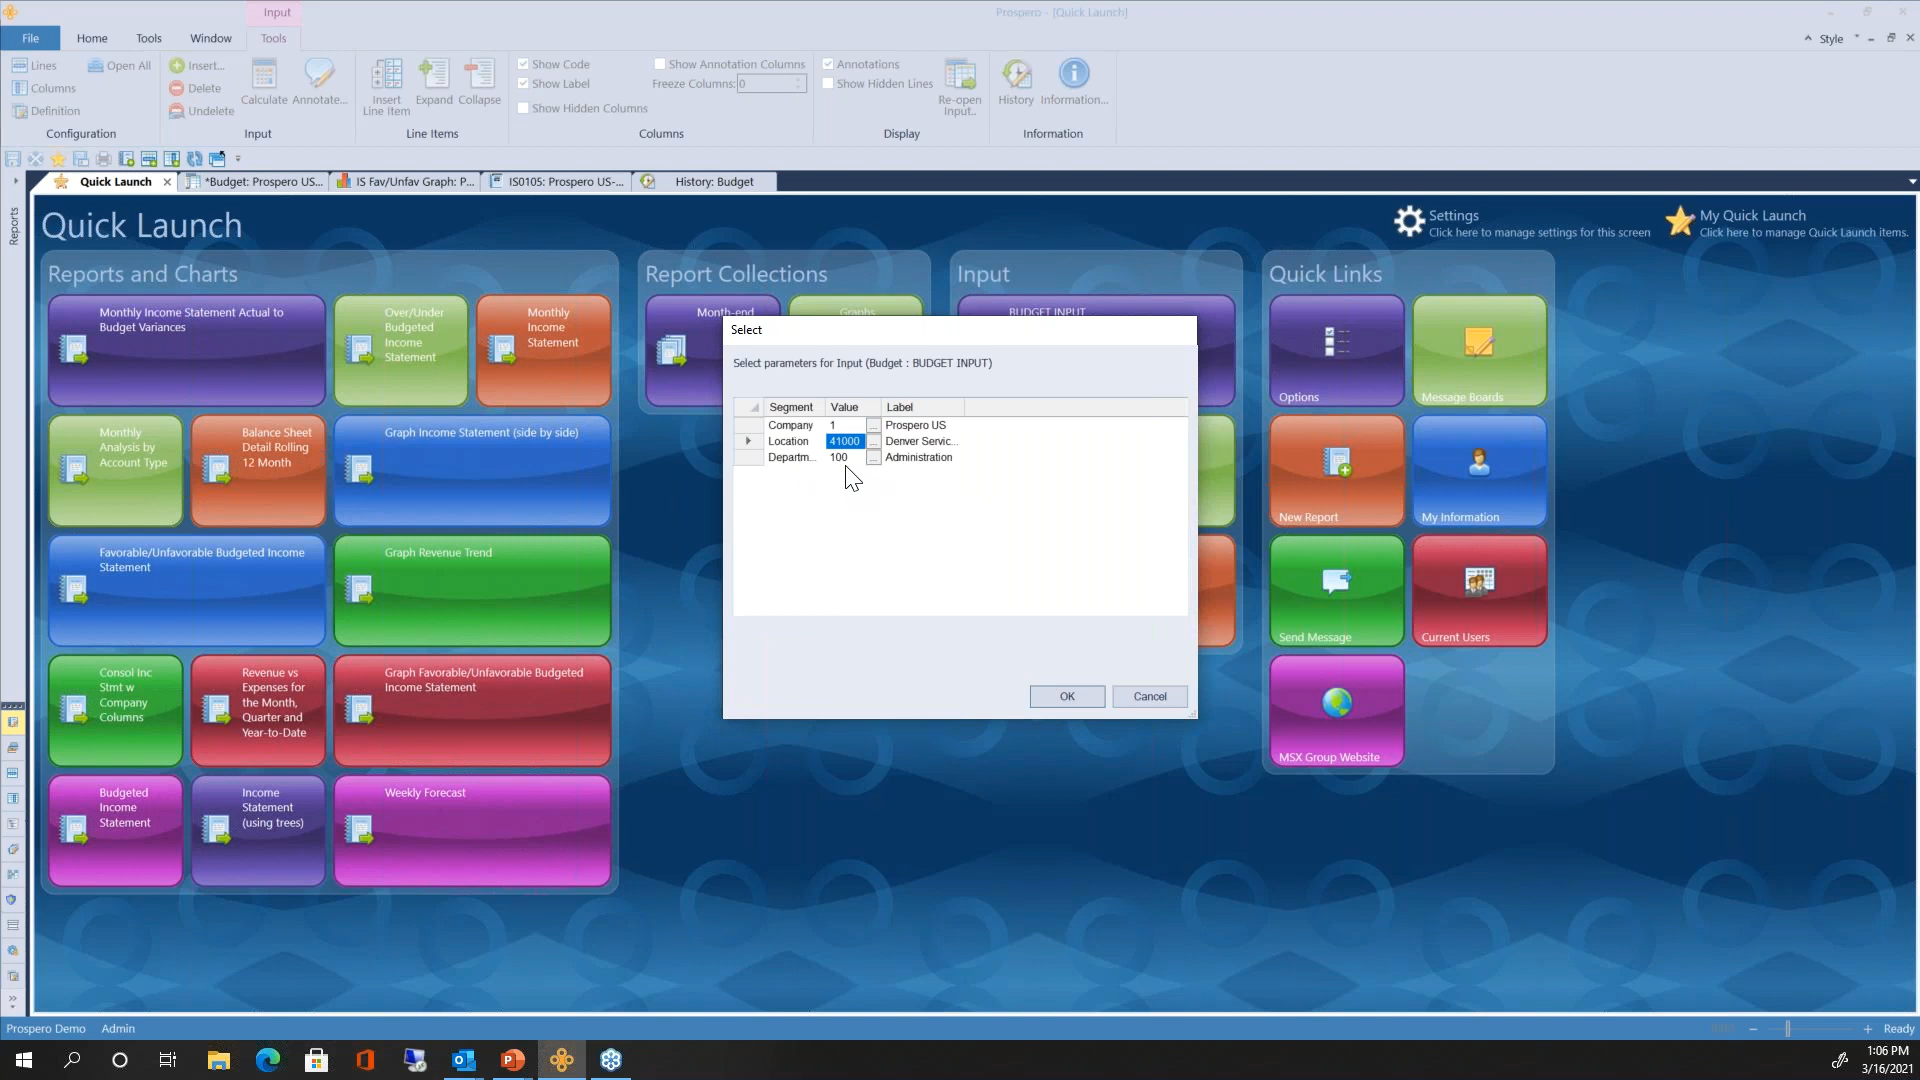 Input
Prospero - [Quick Launch]
File
Home
Tools
Window
Tools
Style
Lines
Open All
Columns
Definition
Configuration
Insert...
Delete
Undelete
Calculate
Annotate...
Input
Insert
Line Item
Expand
Collapse
Line Items
Show Code
Show Label
Show Hidden Columns
Show Annotation Columns
Freeze Columns: 0
Columns
Annotations
Show Hidden Lines
Re-open
Input..
Display
History
Information...
Information
Quick Launch
*Budget: Prospero US...
IS Fav/Unfav Graph: P...
IS0105: Prospero US-...
History: Budget
Reports
Quick Launch
Settings
Click here to manage settings for this screen
My Quick Launch
Click here to manage Quick Launch items.
Reports and Charts
Monthly Income Statement Actual to
Budget Variances
Over/Under
Budgeted
Income
Statement
Monthly
Income
Statement
Monthly
Analysis by
Account Type
Balance Sheet
Detail Rolling
12 Month
Graph Income Statement (side by side)
Favorable/Unfavorable Budgeted Income
Statement
Graph Revenue Trend
Consol Inc
Stmt w
Company
Columns
Revenue vs
Expenses for
the Month,
Quarter and
Year-to-Date
Graph Favorable/Unfavorable Budgeted
Income Statement
Budgeted
Income
Statement
Income
Statement
(using trees)
Weekly Forecast
Report Collections
Month-end
Graphs
Input
BUDGET INPUT
Select
Select parameters for Input (Budget : BUDGET INPUT)
Segment Value Label
Company 1 ... Prospero US
Location 41000 ... Denver Servic...
Departm... 100 ... Administration
OK
Cancel
Quick Links
Options
Message Boards
New Report
My Information
Send Message
Current Users
MSX Group Website
Prospero Demo
Admin
Ready
1:06 PM
3/16/2021